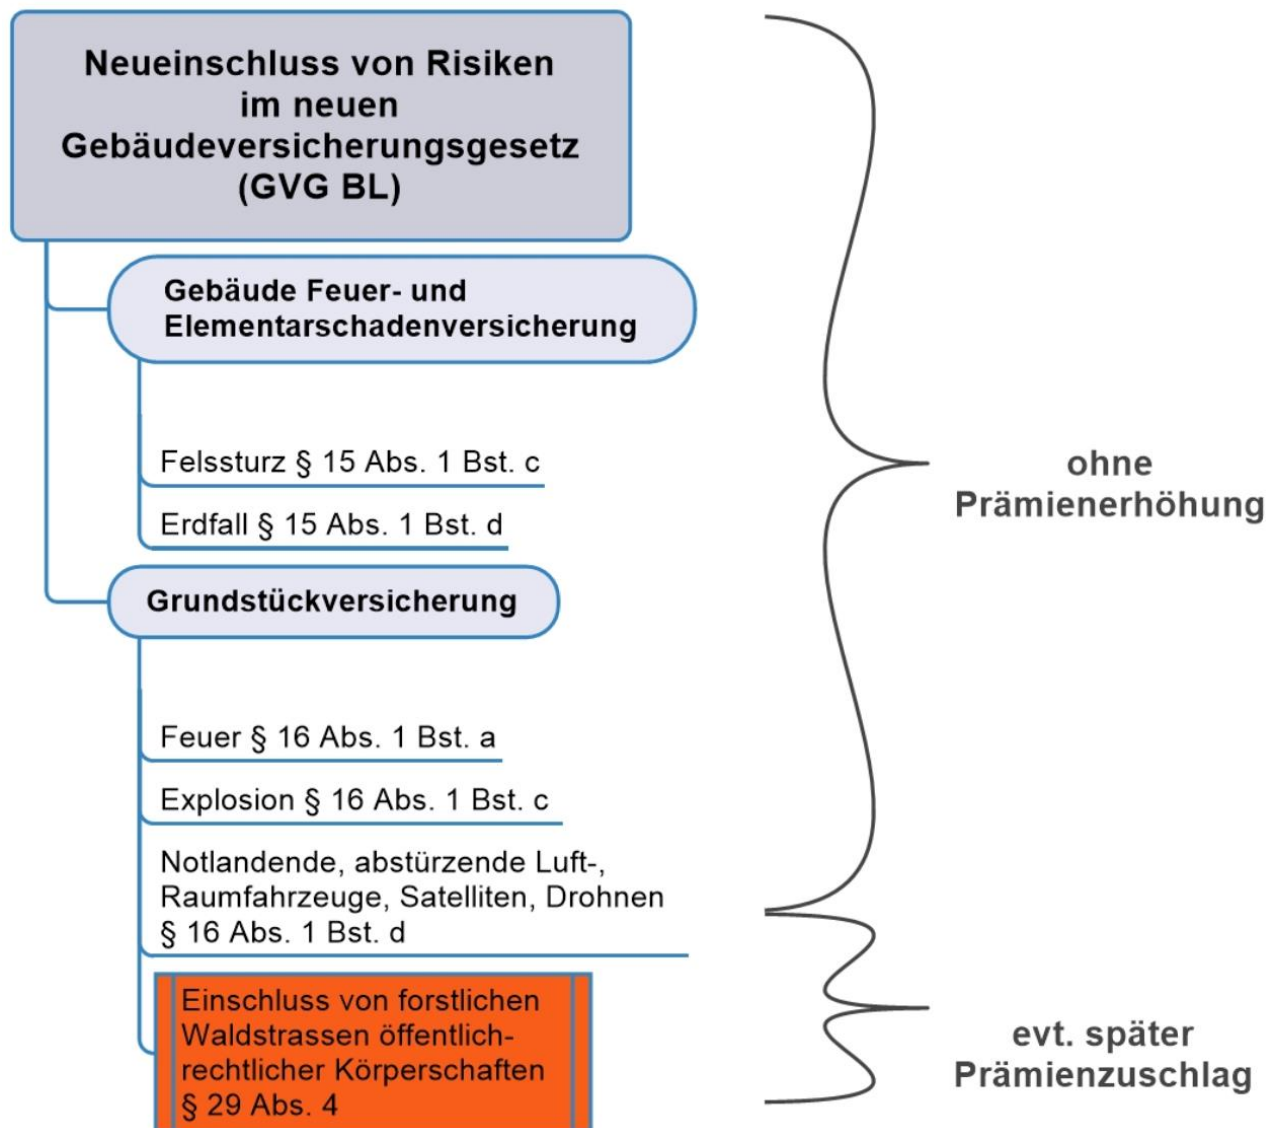 Neueinschluss von Risiken
im neuen
Gebäudeversicherungsgesetz
(GVG BL)
Gebäude Feuer- und
Elementarschadenversicherung
Felssturz § 15 Abs. 1 Bst. c
Erdfall § 15 Abs. 1 Bst. d
Grundstückversicherung
Feuer § 16 Abs. 1 Bst. a
Explosion § 16 Abs. 1 Bst. c
Notlandende, abstürzende Luft-,
Raumfahrzeuge, Satelliten, Drohnen
§ 16 Abs. 1 Bst. d
Einschluss von forstlichen
Waldstrassen öffentlich-
rechtlicher Körperschaften
§ 29 Abs. 4
ohne
Prämienerhöhung
evt. später
Prämienzuschlag